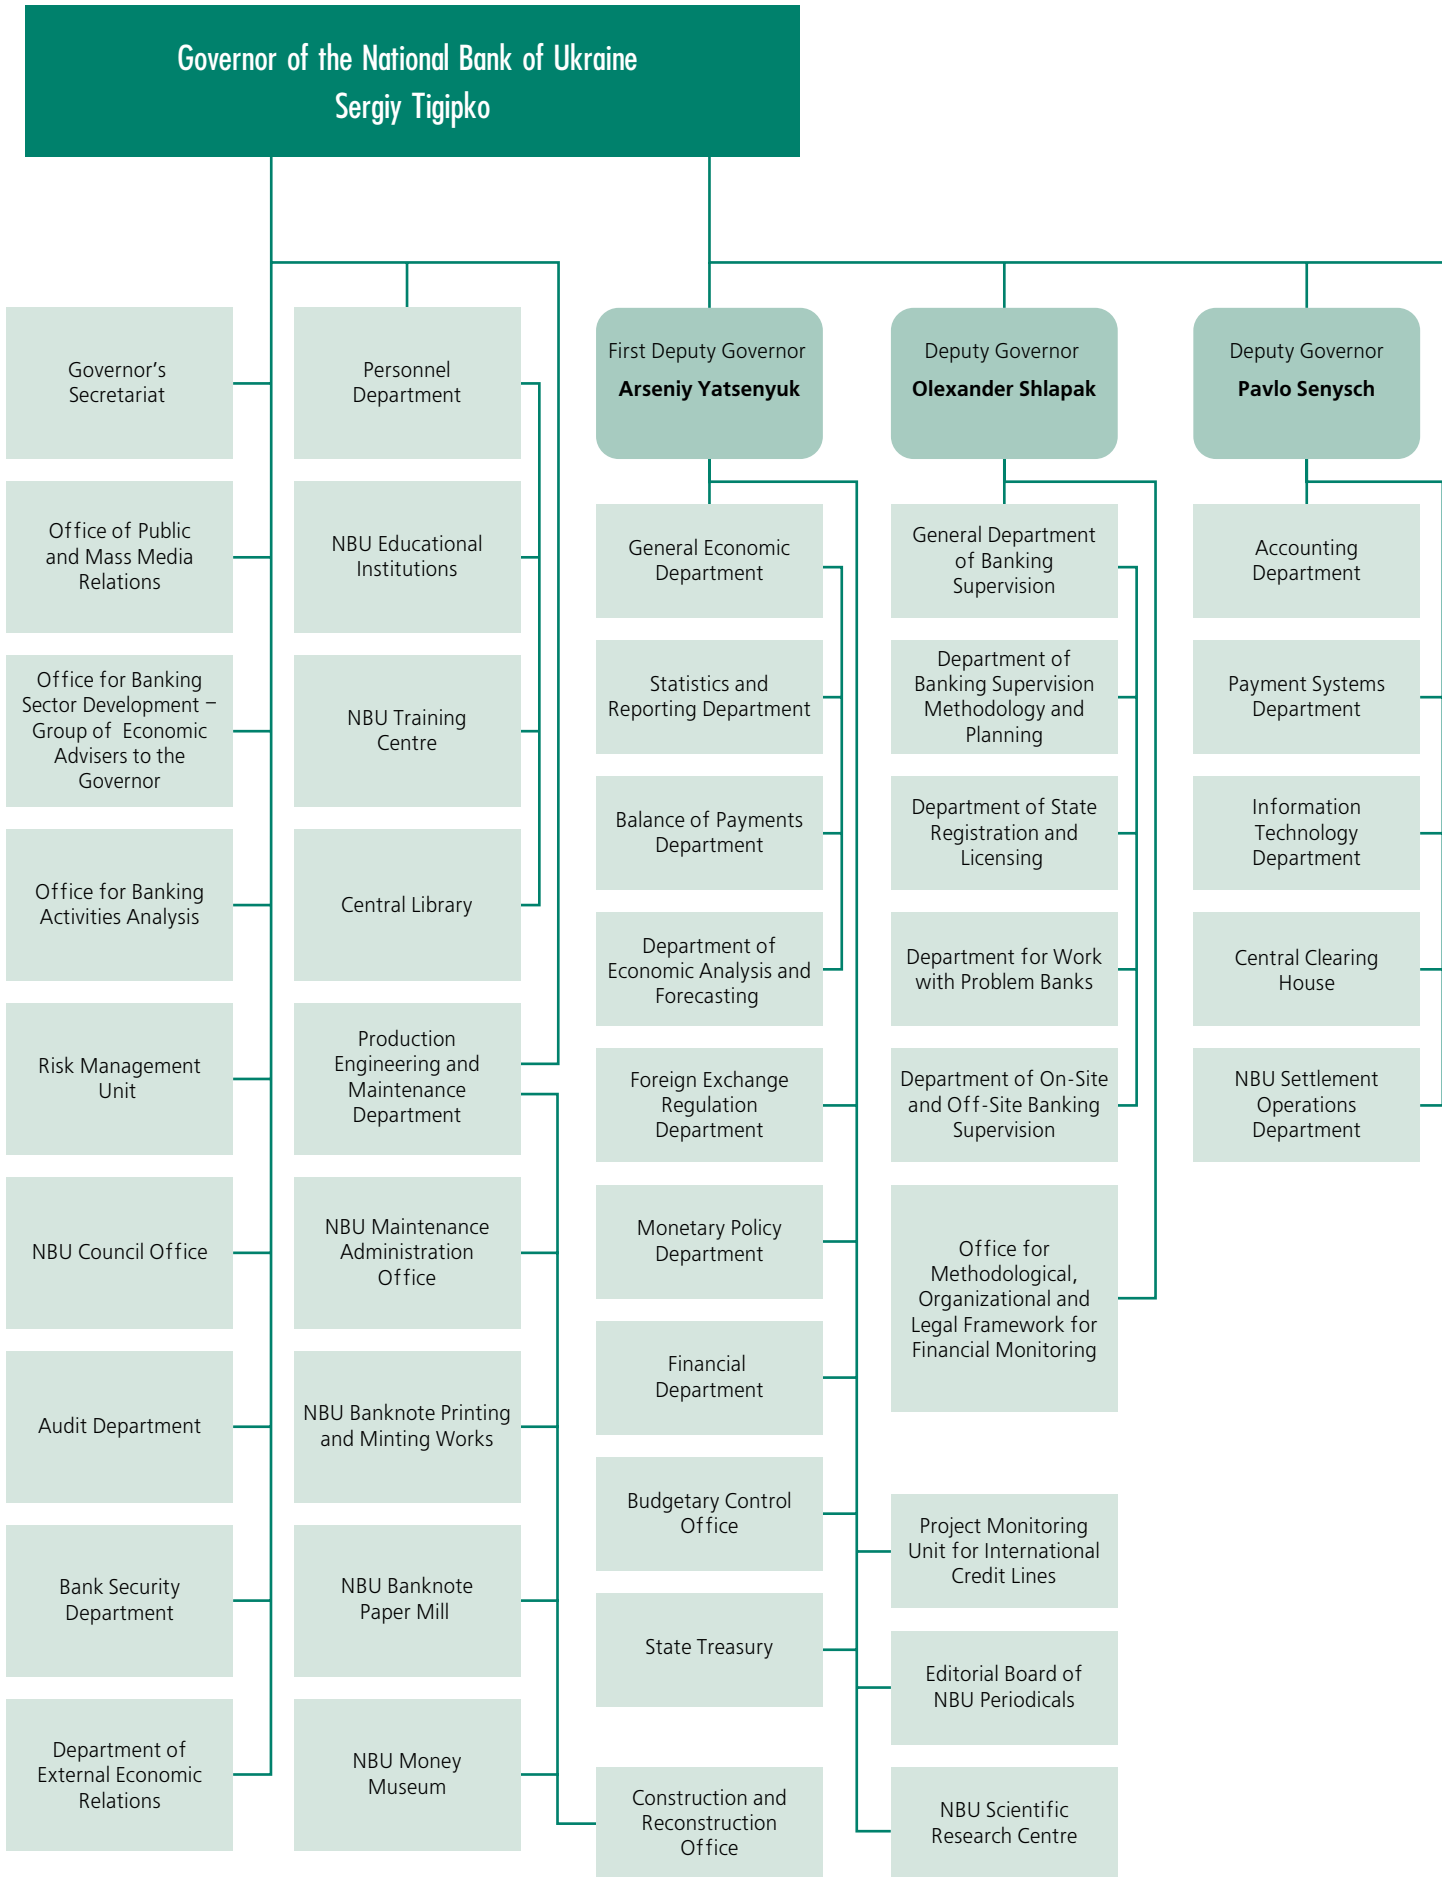 Governor of the National Bank of Ukraine
Sergiy Tigipko
Governor's
Secretariat
Office of Public
and Mass Media
Relations
Office for Banking
Sector Development –
Group of Economic
Advisers to the
Governor
Office for Banking
Activities Analysis
Risk Management
Unit
NBU Council Office
Audit Department
Bank Security
Department
Department of
External Economic
Relations
Personnel
Department
NBU Educational
Institutions
NBU Training
Centre
Central Library
Production
Engineering and
Maintenance
Department
NBU Maintenance
Administration
Office
NBU Banknote Printing
and Minting Works
NBU Banknote
Paper Mill
NBU Money
Museum
First Deputy Governor
Arseniy Yatsenyuk
General Economic
Department
Statistics and
Reporting Department
Balance of Payments
Department
Department of
Economic Analysis and
Forecasting
Foreign Exchange
Regulation
Department
Monetary Policy
Department
Financial
Department
Budgetary Control
Office
State Treasury
Construction and
Reconstruction
Office
Deputy Governor
Olexander Shlapak
General Department
of Banking
Supervision
Department of
Banking Supervision
Methodology and
Planning
Department of State
Registration and
Licensing
Department for Work
with Problem Banks
Department of On-Site
and Off-Site Banking
Supervision
Office for
Methodological,
Organizational and
Legal Framework for
Financial Monitoring
Project Monitoring
Unit for International
Credit Lines
Editorial Board of
NBU Periodicals
NBU Scientific
Research Centre
Deputy Governor
Pavlo Senysch
Accounting
Department
Payment Systems
Department
Information
Technology
Department
Central Clearing
House
NBU Settlement
Operations
Department